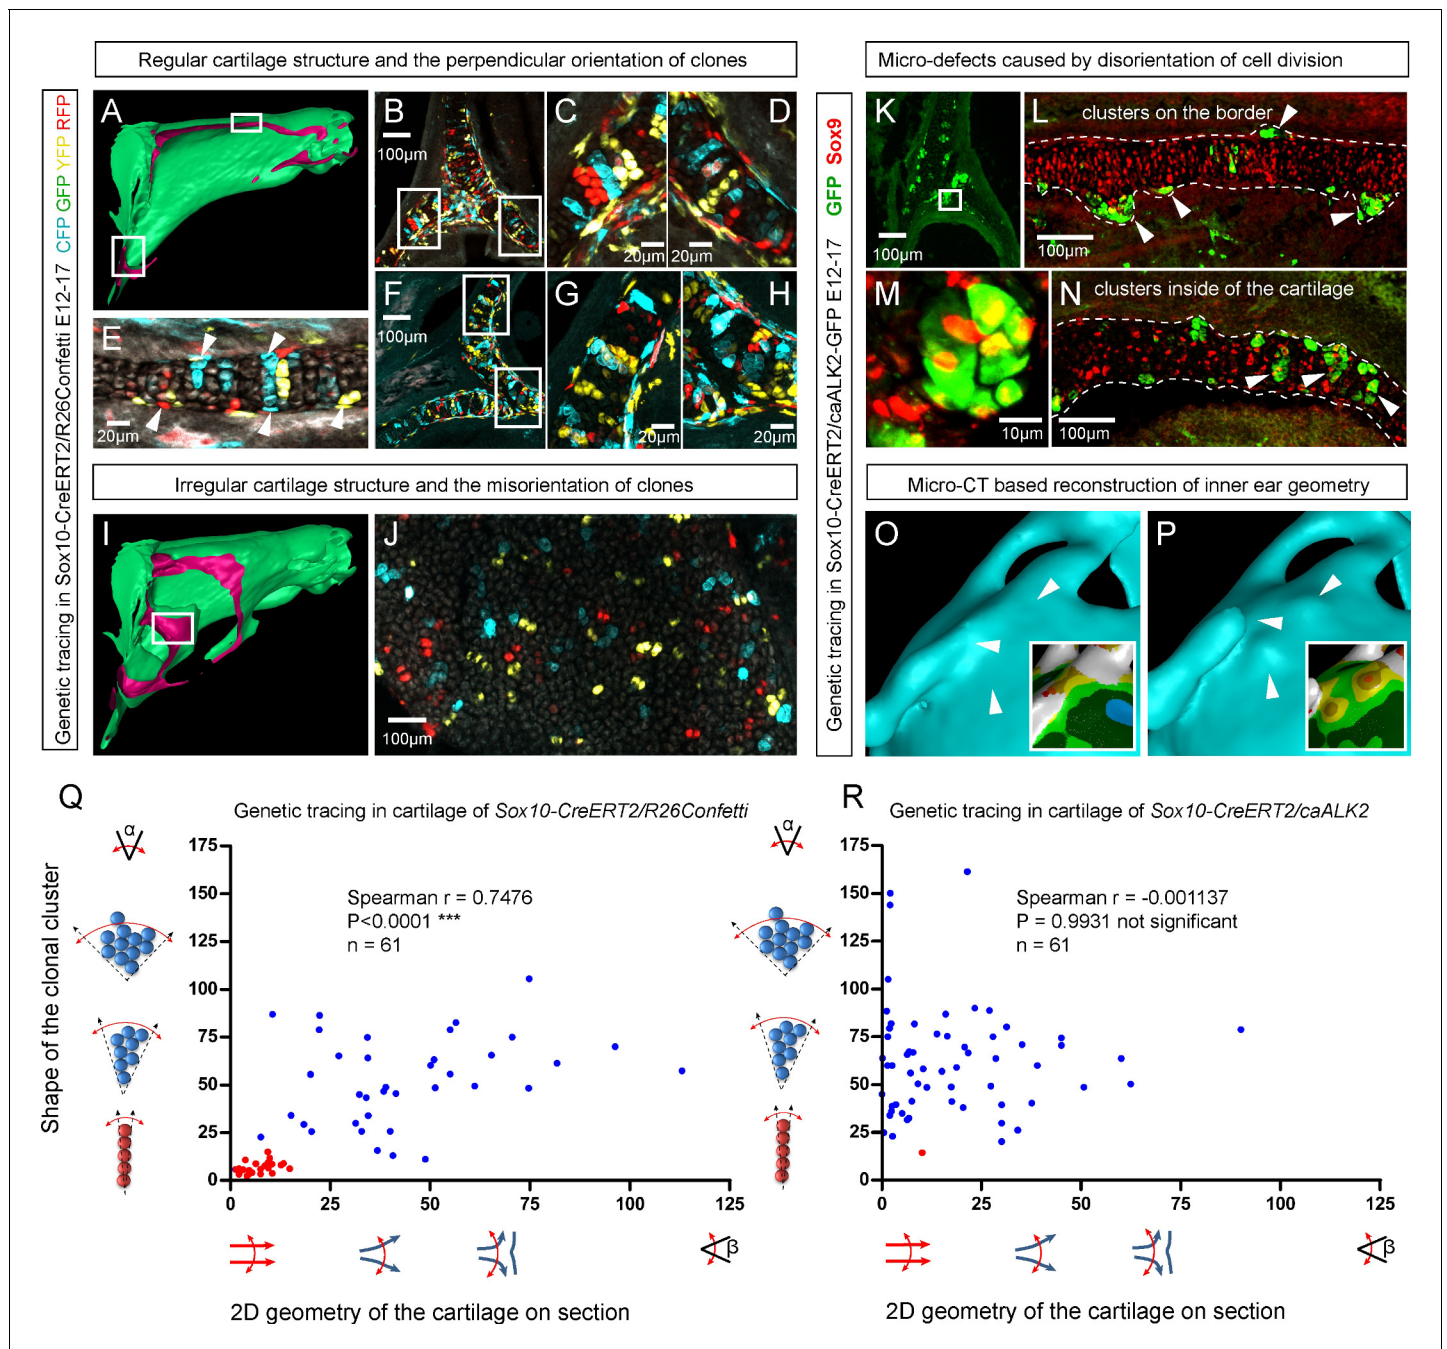 Regular cartilage structure and the perpendicular orientation of clones
Genetic tracing in Sox10-CreERT2/R26Confetti E12-17 CFP GFP YFP RFP
A
B
100µm
C
20µm
D
20µm
E
20µm
F
100µm
G
20µm
H
20µm
Irregular cartilage structure and the misorientation of clones
I
J
100µm
Micro-defects caused by disorientation of cell division
Genetic tracing in Sox10-CreERT2/caALK2-GFP E12-17 GFP Sox9
K
100µm
L
clusters on the border
100µm
M
10µm
N
clusters inside of the cartilage
100µm
Micro-CT based reconstruction of inner ear geometry
O
P
Q
Genetic tracing in cartilage of Sox10-CreERT2/R26Confetti
Shape of the clonal cluster
α
175
150
125
100
75
50
25
0
Spearman r = 0.7476
P<0.0001 ***
n = 61
0 25 50 75 100 125
β
2D geometry of the cartilage on section
R
Genetic tracing in cartilage of Sox10-CreERT2/caALK2
α
175
150
125
100
75
50
25
0
Spearman r = -0.001137
P = 0.9931 not significant
n = 61
0 25 50 75 100 125
β
2D geometry of the cartilage on section